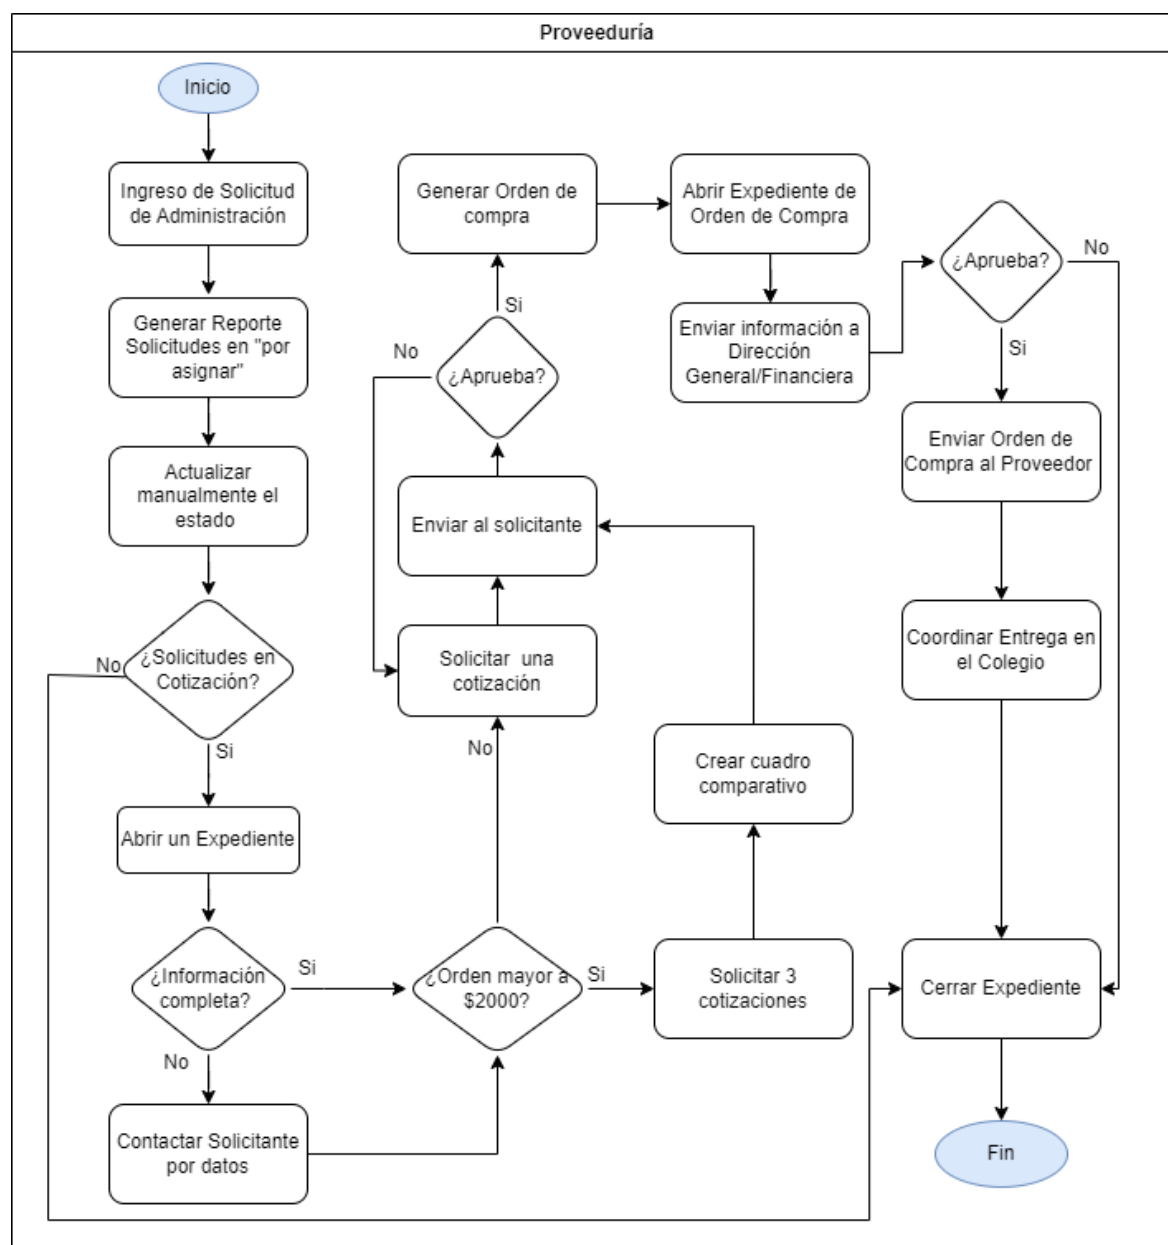 Proveeduría
Inicio
Ingreso de Solicitud
de Administración
Generar Reporte
Solicitudes en "por
asignar"
Actualizar
manualmente el
estado
¿Solicitudes en
Cotización?
No
Si
Abrir un Expediente
¿Información
completa?
Si
No
Contactar Solicitante
por datos
¿Orden mayor a
$2000?
No
Si
Solicitar 3
cotizaciones
Crear cuadro
comparativo
Solicitar una
cotización
Enviar al solicitante
¿Aprueba?
No
Si
Generar Orden de
compra
Abrir Expediente de
Orden de Compra
Enviar información a
Dirección
General/Financiera
¿Aprueba?
No
Si
Enviar Orden de
Compra al Proveedor
Coordinar Entrega en
el Colegio
Cerrar Expediente
Fin